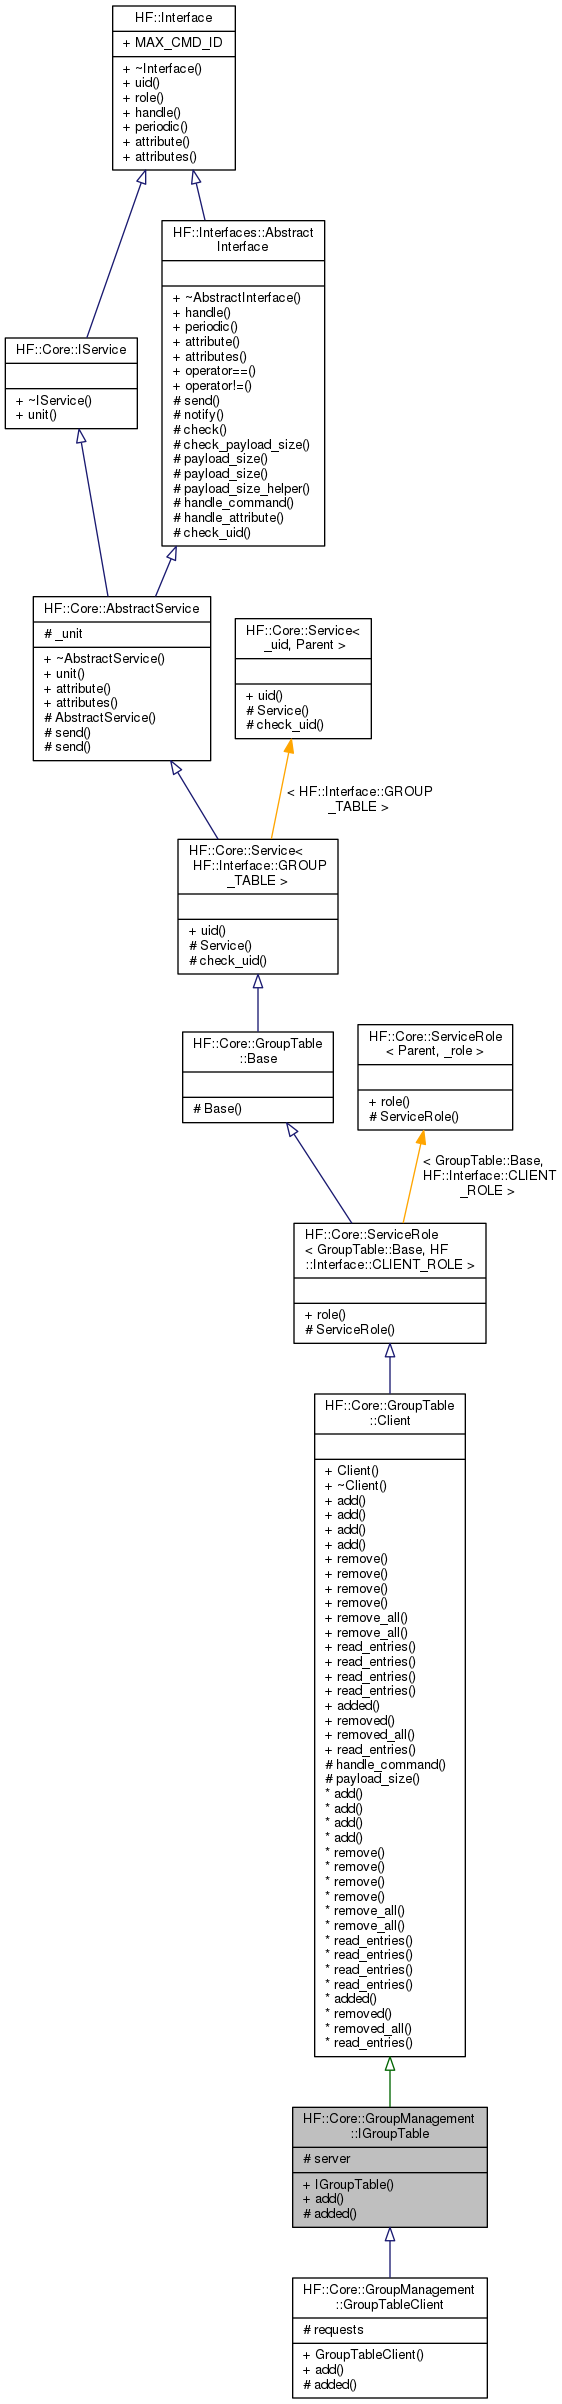 HF::Interface
+ MAX_CMD_ID
+ ~Interface()
+ uid()
+ role()
+ handle()
+ periodic()
+ attribute()
+ attributes()
HF::Interfaces::Abstract
Interface
+ ~AbstractInterface()
+ handle()
+ periodic()
+ attribute()
+ attributes()
+ operator==()
+ operator!=()
# send()
# notify()
# check()
# check_payload_size()
# payload_size()
# payload_size()
# payload_size_helper()
# handle_command()
# handle_attribute()
# check_uid()
HF::Core::IService
+ ~IService()
+ unit()
HF::Core::AbstractService
# _unit
+ ~AbstractService()
+ unit()
+ attribute()
+ attributes()
# AbstractService()
# send()
# send()
HF::Core::Service<
_uid, Parent >
+ uid()
# Service()
# check_uid()
< HF::Interface::GROUP
_TABLE >
HF::Core::Service<
HF::Interface::GROUP
_TABLE >
+ uid()
# Service()
# check_uid()
HF::Core::GroupTable
::Base
# Base()
HF::Core::ServiceRole
< Parent, _role >
+ role()
# ServiceRole()
< GroupTable::Base,
HF::Interface::CLIENT
_ROLE >
HF::Core::ServiceRole
< GroupTable::Base, HF
::Interface::CLIENT_ROLE >
+ role()
# ServiceRole()
HF::Core::GroupTable
::Client
+ Client()
+ ~Client()
+ add()
+ add()
+ add()
+ add()
+ remove()
+ remove()
+ remove()
+ remove()
+ remove_all()
+ remove_all()
+ read_entries()
+ read_entries()
+ read_entries()
+ read_entries()
+ added()
+ removed()
+ removed_all()
+ read_entries()
# handle_command()
# payload_size()
* add()
* add()
* add()
* add()
* remove()
* remove()
* remove()
* remove()
* remove_all()
* remove_all()
* read_entries()
* read_entries()
* read_entries()
* read_entries()
* added()
* removed()
* removed_all()
* read_entries()
HF::Core::GroupManagement
::IGroupTable
# server
+ IGroupTable()
+ add()
# added()
HF::Core::GroupManagement
::GroupTableClient
# requests
+ GroupTableClient()
+ add()
# added()